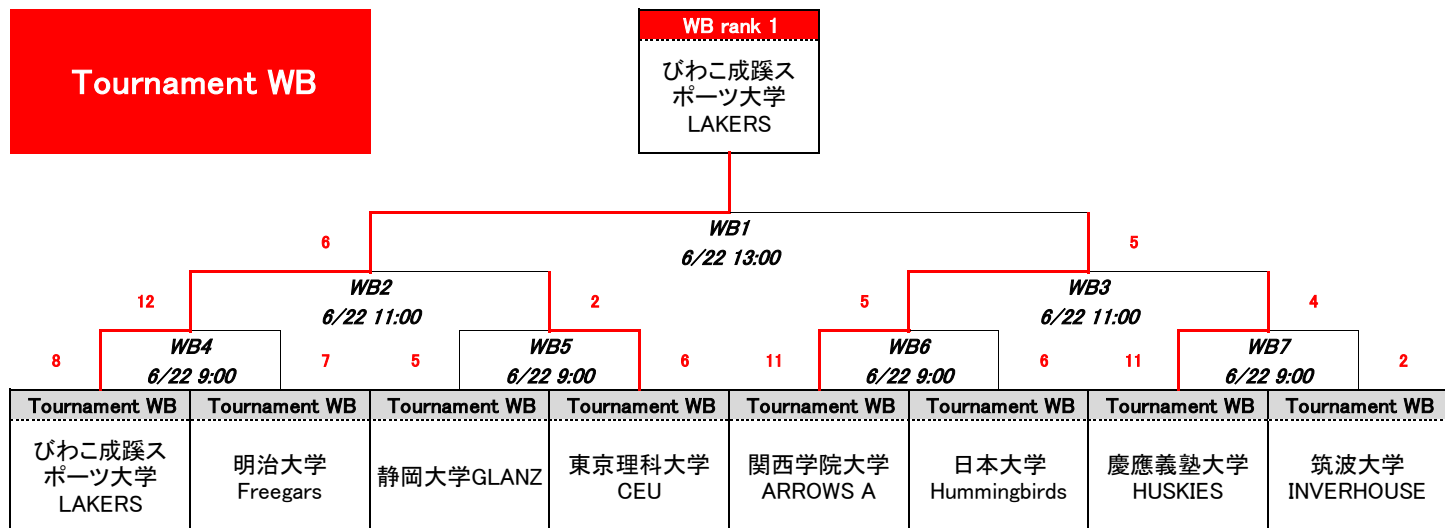 Tournament WB
WB rank 1
びわこ成蹊ス
ポーツ大学
LAKERS
WB1
6/22 13:00
6
5
WB2
6/22 11:00
12
2
WB3
6/22 11:00
5
4
WB4
6/22 9:00
8
7
WB5
6/22 9:00
5
6
WB6
6/22 9:00
11
6
WB7
6/22 9:00
11
2
Tournament WB
Tournament WB
Tournament WB
Tournament WB
Tournament WB
Tournament WB
Tournament WB
Tournament WB
びわこ成蹊ス
ポーツ大学
LAKERS
明治大学
Freegars
静岡大学GLANZ
東京理科大学
CEU
関西学院大学
ARROWS A
日本大学
Hummingbirds
慶應義塾大学
HUSKIES
筑波大学
INVERHOUSE